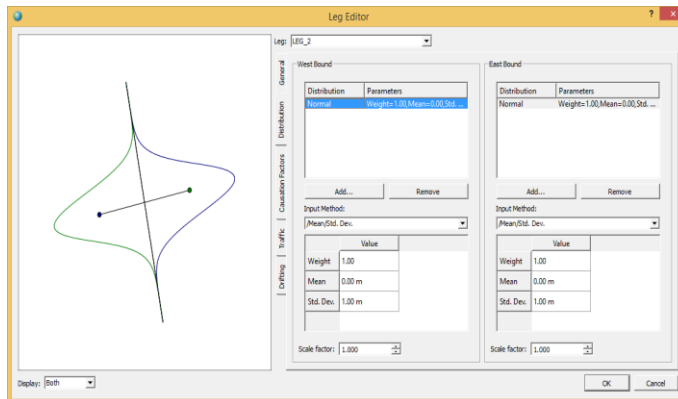 Leg Editor
? x
Leg: LEG_2
General
Distribution
Causation Factors
Traffic
Drifting
West Bound
Distribution Parameters
Normal Weight=1.00,Mean=0.00,Std. ...
Add... Remove
Input Method:
/Mean/Std. Dev.
Value
Weight 1.00
Mean 0.00 m
Std. Dev. 1.00 m
Scale factor: 1.000
East Bound
Distribution Parameters
Normal Weight=1.00,Mean=0.00,Std. ...
Add... Remove
Input Method:
/Mean/Std. Dev.
Value
Weight 1.00
Mean 0.00 m
Std. Dev. 1.00 m
Scale factor: 1.000
Display: Both
OK Cancel